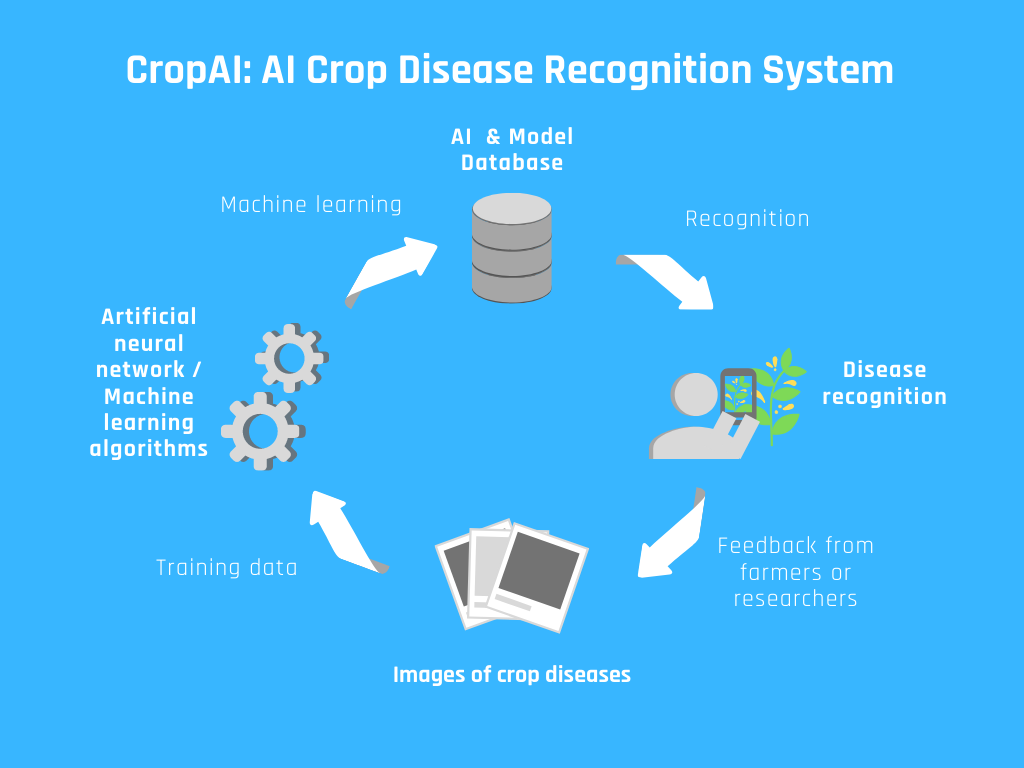 CropAI: AI Crop Disease Recognition System
AI & Model
Database
Machine learning
Recognition
Artificial
neural
network /
Machine
learning
algorithms
Disease
recognition
Training data
Feedback from
farmers or
researchers
Images of crop diseases